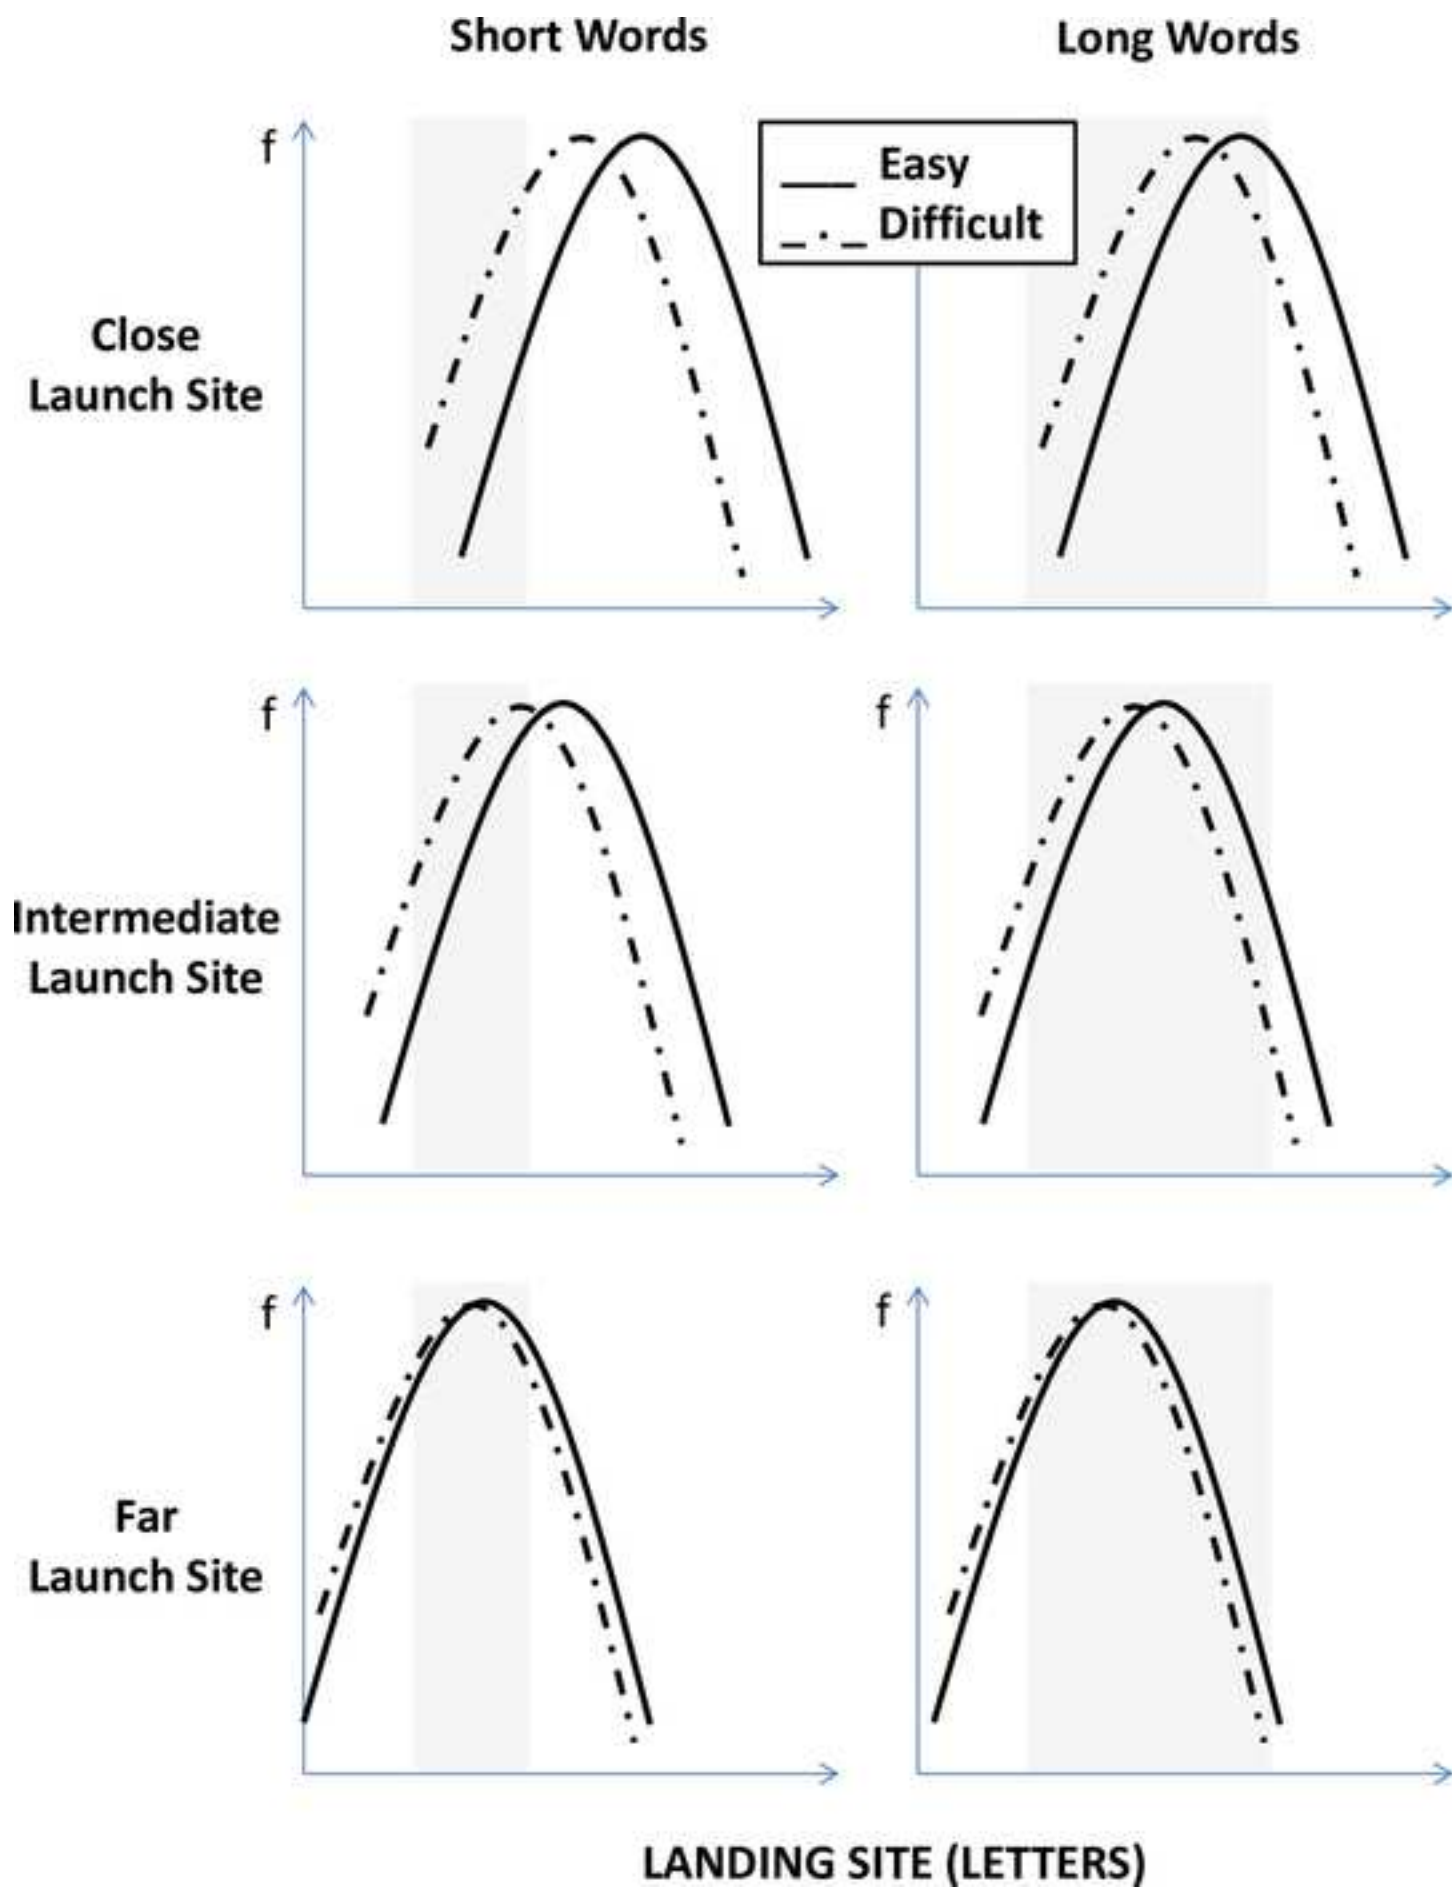 Short Words
Long Words
f
Easy
_ . _ Difficult
Close
Launch Site
f
f
Intermediate
Launch Site
f
f
Far
Launch Site
LANDING SITE (LETTERS)